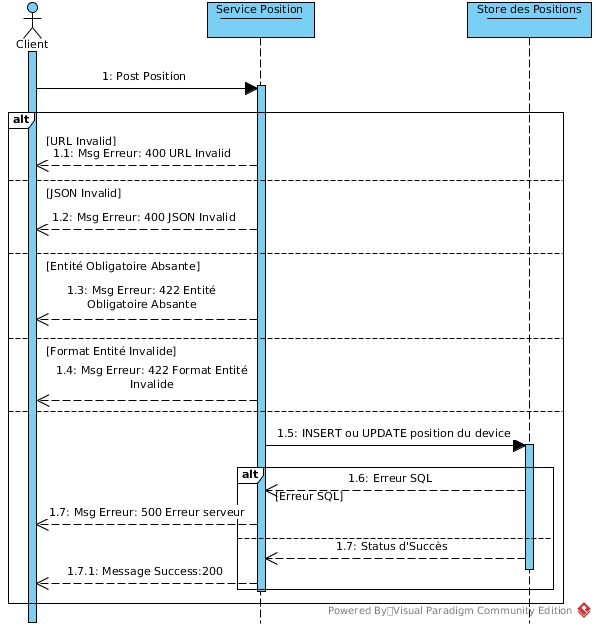 Service Position
Store des Positions
Client
1: Post Position
alt
[URL Invalid]
1.1: Msg Erreur: 400 URL Invalid
[JSON Invalid]
1.2: Msg Erreur: 400 JSON Invalid
[Entité Obligatoire Absante]
1.3: Msg Erreur: 422 Entité
Obligatoire Absante
[Format Entité Invalide]
1.4: Msg Erreur: 422 Format Entité
Invalide
1.5: INSERT ou UPDATE position du device
alt
1.6: Erreur SQL
[Erreur SQL]
1.7: Msg Erreur: 500 Erreur serveur
1.7: Status d'Succès
1.7.1: Message Success:200
Powered By Visual Paradigm Community Edition